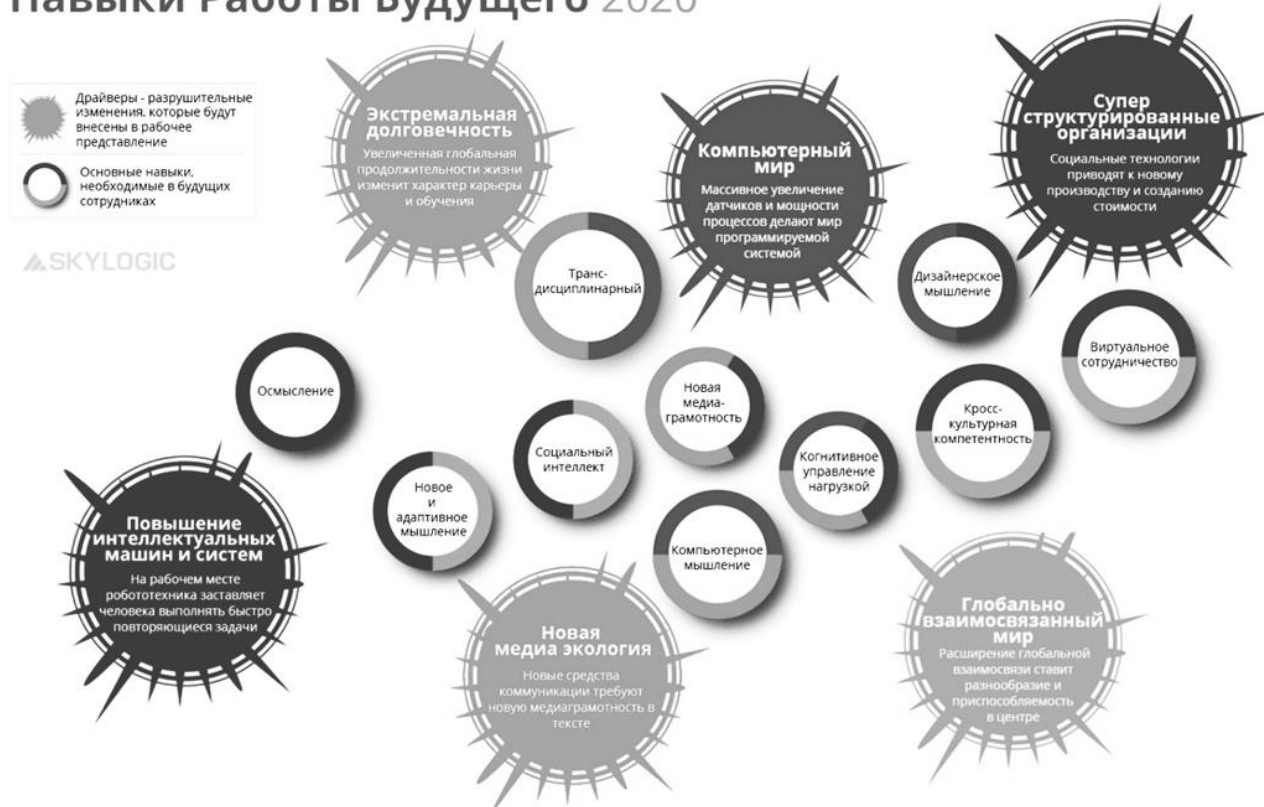 Навыки Работы Будущего 2020
Драйверы - разрушительные
изменения, которые будут
внесены в рабочее
представление
Основные навыки,
необходимые в будущих
сотрудниках
SKYLOGIC
Экстремальная
долговечность
Увеличенная глобальная
продолжительности жизни
изменит характер карьеры
и обучения
Компьютерный
мир
Массивное увеличение
датчиков и мощности
процессов делают мир
программируемой
системой
Супер
структурированные
организации
Социальные технологии
приводят к новому
производству и созданию
стоимости
Транс-
дисциплинарный
Дизайнерское
мышление
Виртуальное
сотрудничество
Осмысление
Новая
медиа-
грамотность
Кросс-
культурная
компетентность
Социальный
интеллект
Когнитивное
управление
нагрузкой
Новое
и
адаптивное
мышление
Компьютерное
мышление
Повышение
интеллектуальных
машин и систем
На рабочем месте
робототехника заставляет
человека выполнять быстро
повторяющиеся задачи
Новая
медиа экология
Новые средства
коммуникации требуют
новую медиаграмотность в
тексте
Глобально
взаимосвязанный
мир
Расширение глобальной
взаимосвязи ставит
разнообразие и
приспособляемость
в центре